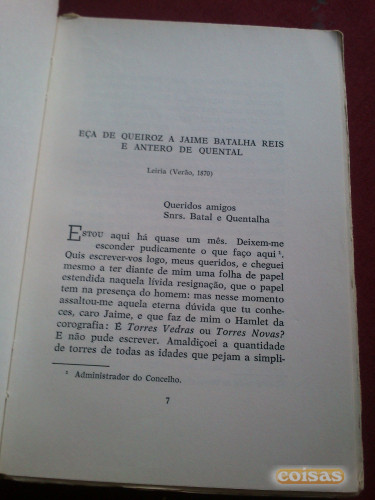 EÇA DE QUEIROZ A JAIME BATALHA REIS
E ANTERO DE QUENTAL
Leiria (Verão, 1870)
Queridos amigos
Snrs. Batal e Quentalha
ESTOU aqui há quase um mês. Deixem-me
esconder pudicamente o que faço aqui ¹.
Quis escrever-vos logo, meus queridos, e cheguei
mesmo a ter diante de mim uma folha de papel
estendida naquela lívida resignação, que o papel
tem na presença do homem: mas nesse momento
assaltou-me aquela eterna dúvida que tu conhe-
ces, caro Jaime, e que faz de mim o Hamlet da
corografia: É Torres Vedras ou Torres Novas?
E não pude escrever. Amaldiçoei a quantidade
de torres de todas as idades que pejam a simpli-
¹ Administrador do Concelho.
7
coisas